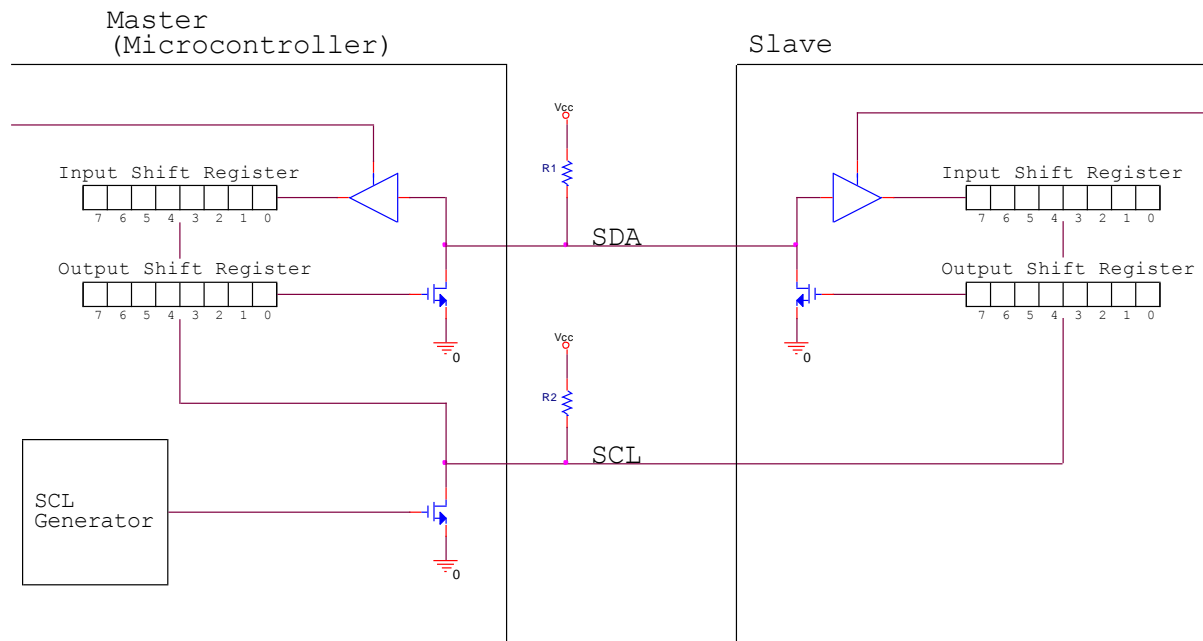 Master
(Microcontroller)
Slave
Vcc
R1
Input Shift Register
7 6 5 4 3 2 1 0
Input Shift Register
7 6 5 4 3 2 1 0
SDA
Output Shift Register
7 6 5 4 3 2 1 0
Output Shift Register
7 6 5 4 3 2 1 0
0
0
Vcc
R2
SCL
SCL
Generator
0